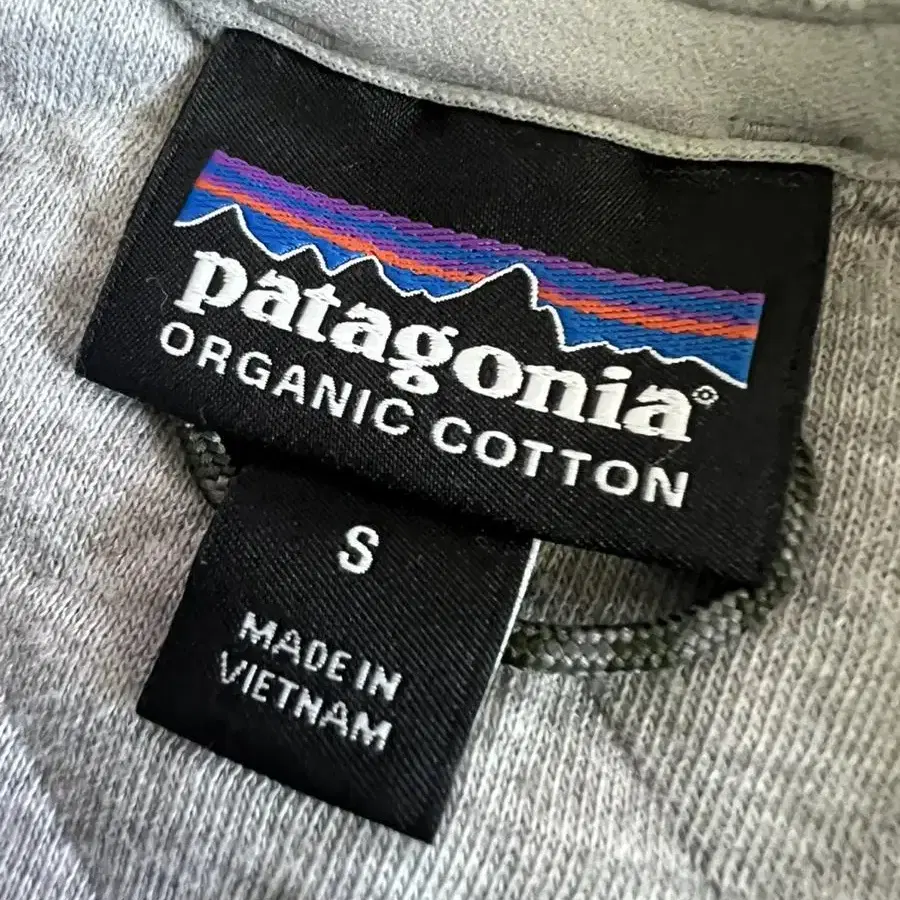 patagonia®
ORGANIC COTTON
S
MADE IN
VIETNAM